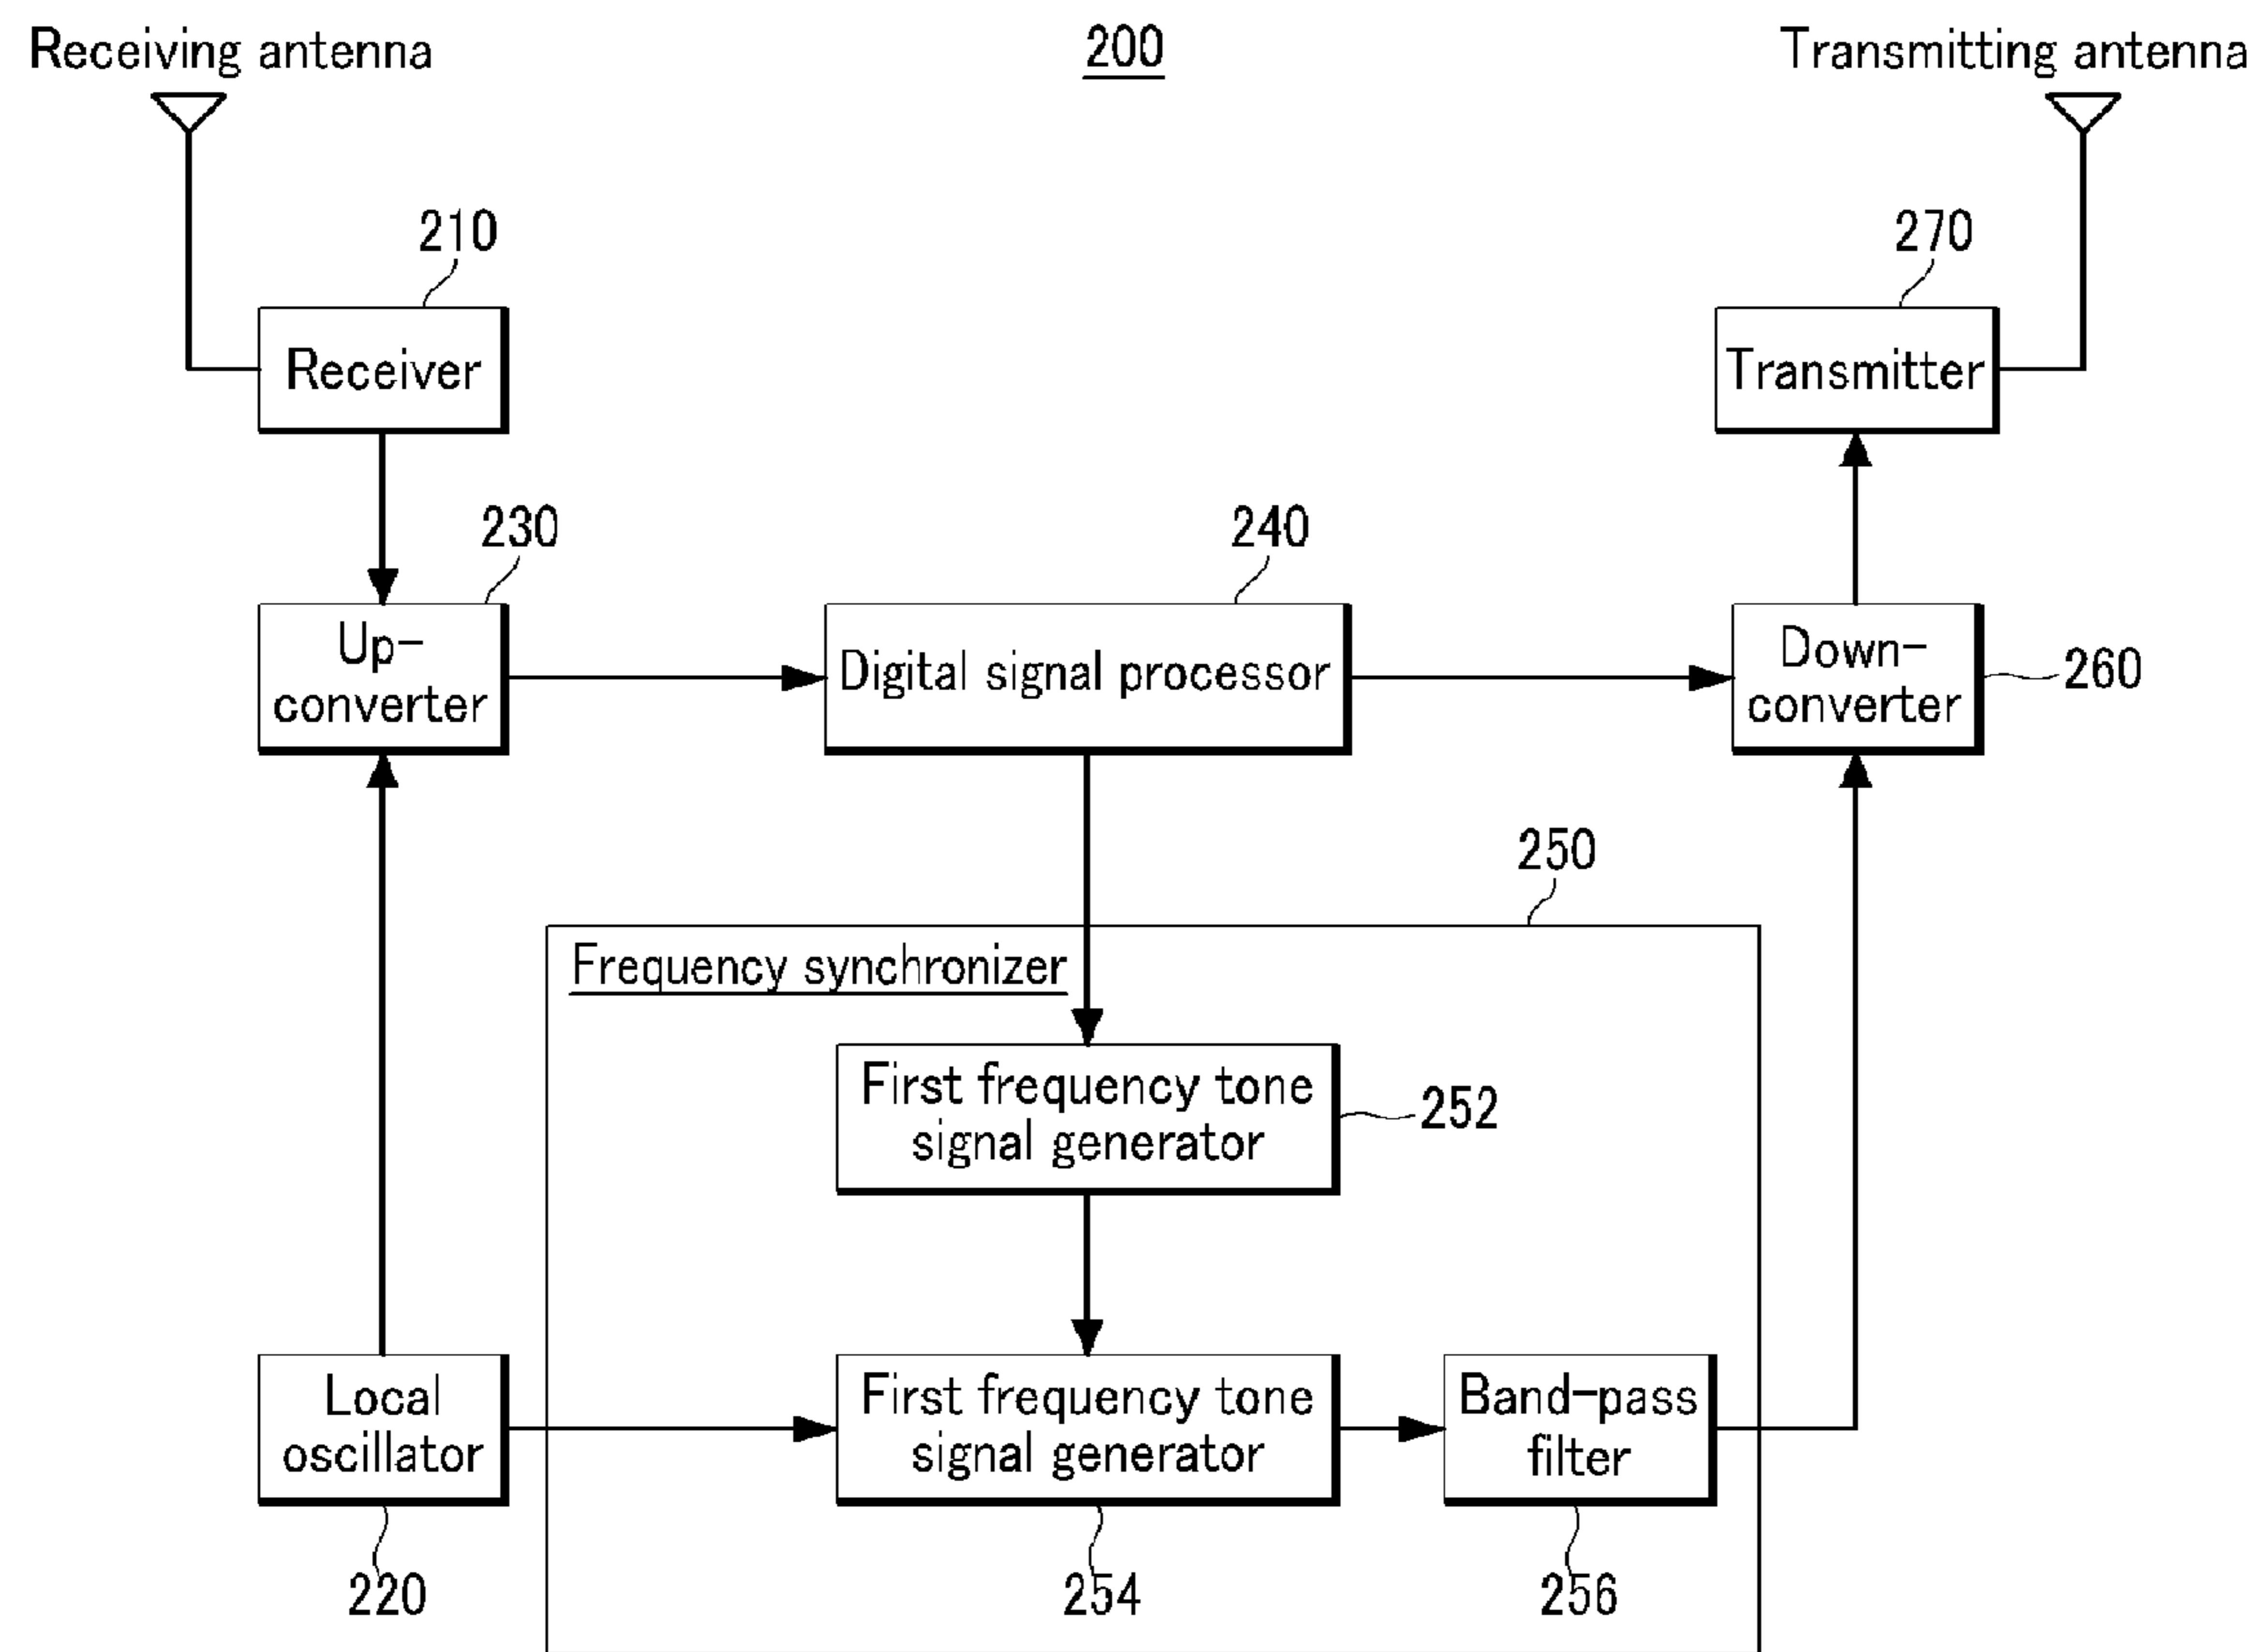 Receiving antenna
200
Transmitting antenna
210
270
Receiver
Transmitter
230
240
Up-
converter
Digital signal processor
Down-
converter
260
250
Frequency synchronizer
First frequency tone
signal generator
252
Local
oscillator
First frequency tone
signal generator
Band-pass
filter
220
254
256